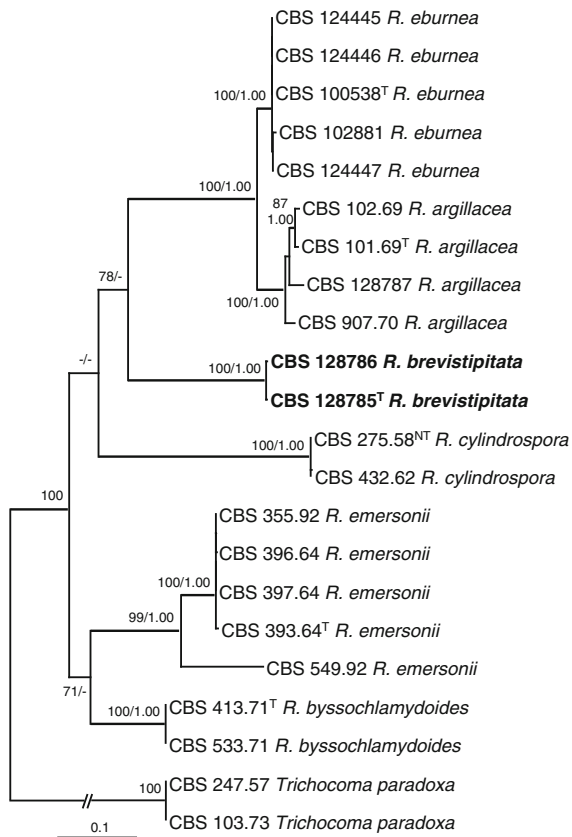 CBS 124445 R. eburnea
CBS 124446 R. eburnea
CBS 100538ᵀ R. eburnea
100/1.00
CBS 102881 R. eburnea
CBS 124447 R. eburnea
100/1.00
87
1.00
CBS 102.69 R. argillacea
CBS 101.69ᵀ R. argillacea
78/-
CBS 128787 R. argillacea
100/1.00
CBS 907.70 R. argillacea
-/-
100/1.00
CBS 128786 R. brevistipitata
CBS 128785ᵀ R. brevistipitata
100/1.00
CBS 275.58ᴺᵀ R. cylindrospora
CBS 432.62 R. cylindrospora
100
CBS 355.92 R. emersonii
CBS 396.64 R. emersonii
100/1.00
CBS 397.64 R. emersonii
99/1.00
CBS 393.64ᵀ R. emersonii
CBS 549.92 R. emersonii
71/-
100/1.00
CBS 413.71ᵀ R. byssochlamydoides
CBS 533.71 R. byssochlamydoides
100
CBS 247.57 Trichocoma paradoxa
CBS 103.73 Trichocoma paradoxa
0.1